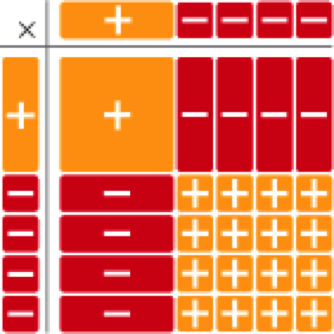 × + − − − −
+ + − − − −
− − + + + +
− − + + + +
− − + + + +
− − + + + +